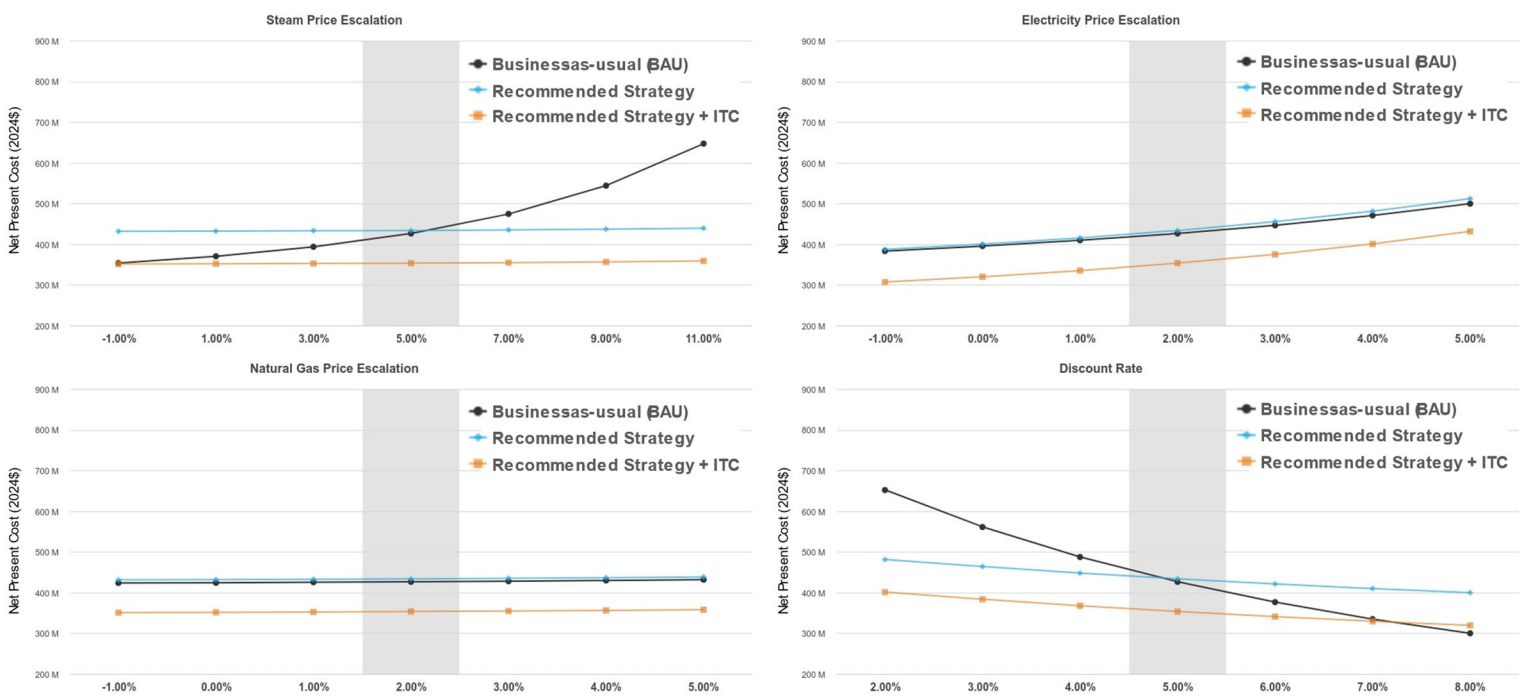 Steam Price Escalation
900 M
800 M
700 M
600 M
500 M
400 M
300 M
200 M
Net Present Cost (2024$)
Businessas-usual (BAU)
Recommended Strategy
Recommended Strategy + ITC
-1.00% 1.00% 3.00% 5.00% 7.00% 9.00% 11.00%
Electricity Price Escalation
900 M
800 M
700 M
600 M
500 M
400 M
300 M
200 M
Net Present Cost (2024$)
Businessas-usual (BAU)
Recommended Strategy
Recommended Strategy + ITC
-1.00% 0.00% 1.00% 2.00% 3.00% 4.00% 5.00%
Natural Gas Price Escalation
900 M
800 M
700 M
600 M
500 M
400 M
300 M
200 M
Net Present Cost (2024$)
Businessas-usual (BAU)
Recommended Strategy
Recommended Strategy + ITC
-1.00% 0.00% 1.00% 2.00% 3.00% 4.00% 5.00%
Discount Rate
900 M
800 M
700 M
600 M
500 M
400 M
300 M
200 M
Net Present Cost (2024$)
Businessas-usual (BAU)
Recommended Strategy
Recommended Strategy + ITC
2.00% 3.00% 4.00% 5.00% 6.00% 7.00% 8.00%